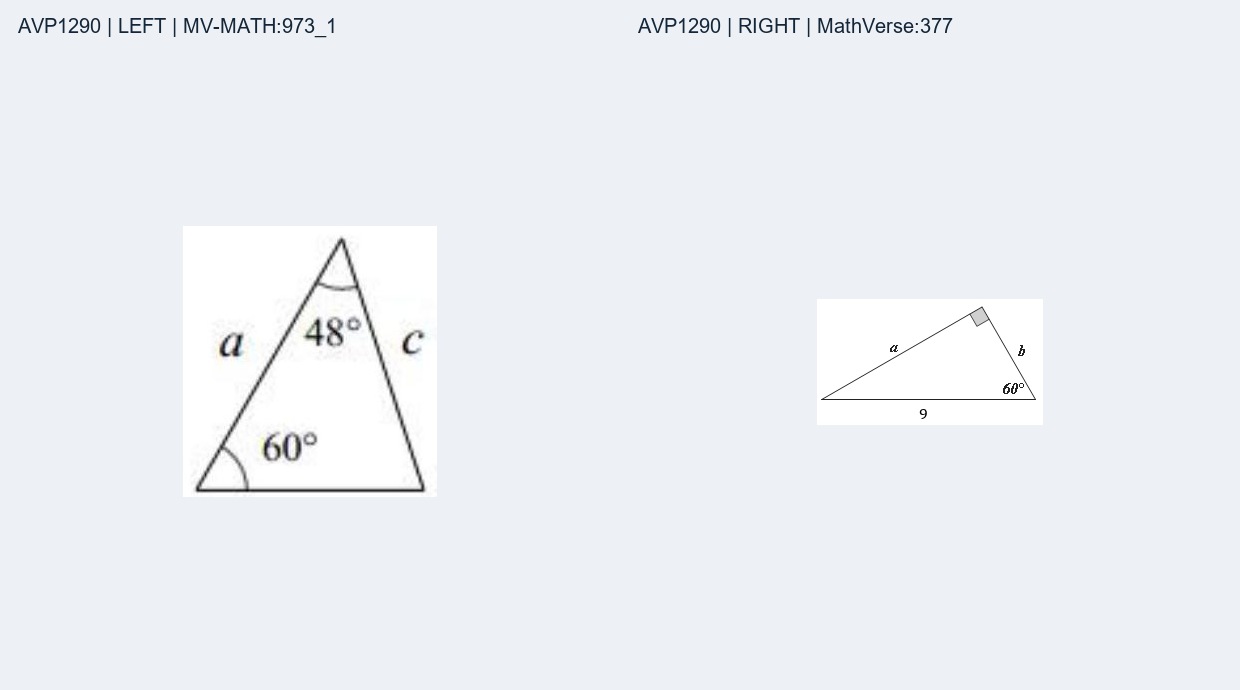 AVP1290 | LEFT | MV-MATH:973_1
AVP1290 | RIGHT | MathVerse:377
a
48°
c
60°
a
b
60°
9